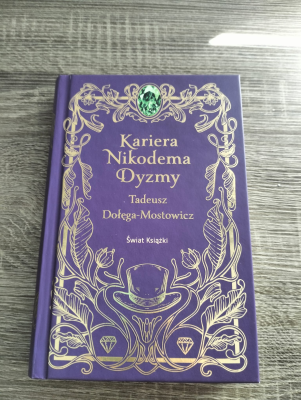 Kariera
Nikodema
Dyzmy
Tadeusz
Dołęga-Mostowicz
Świat Książki